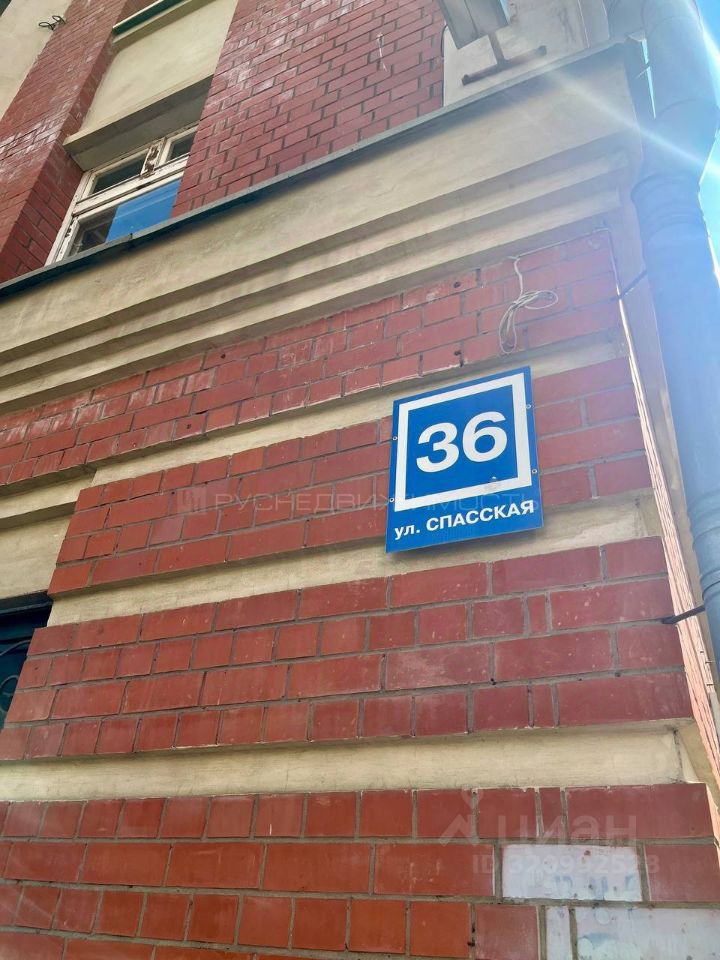 36
ул. СПАССКАЯ
РУСНЕДВИЖИМОСТЬ
циан